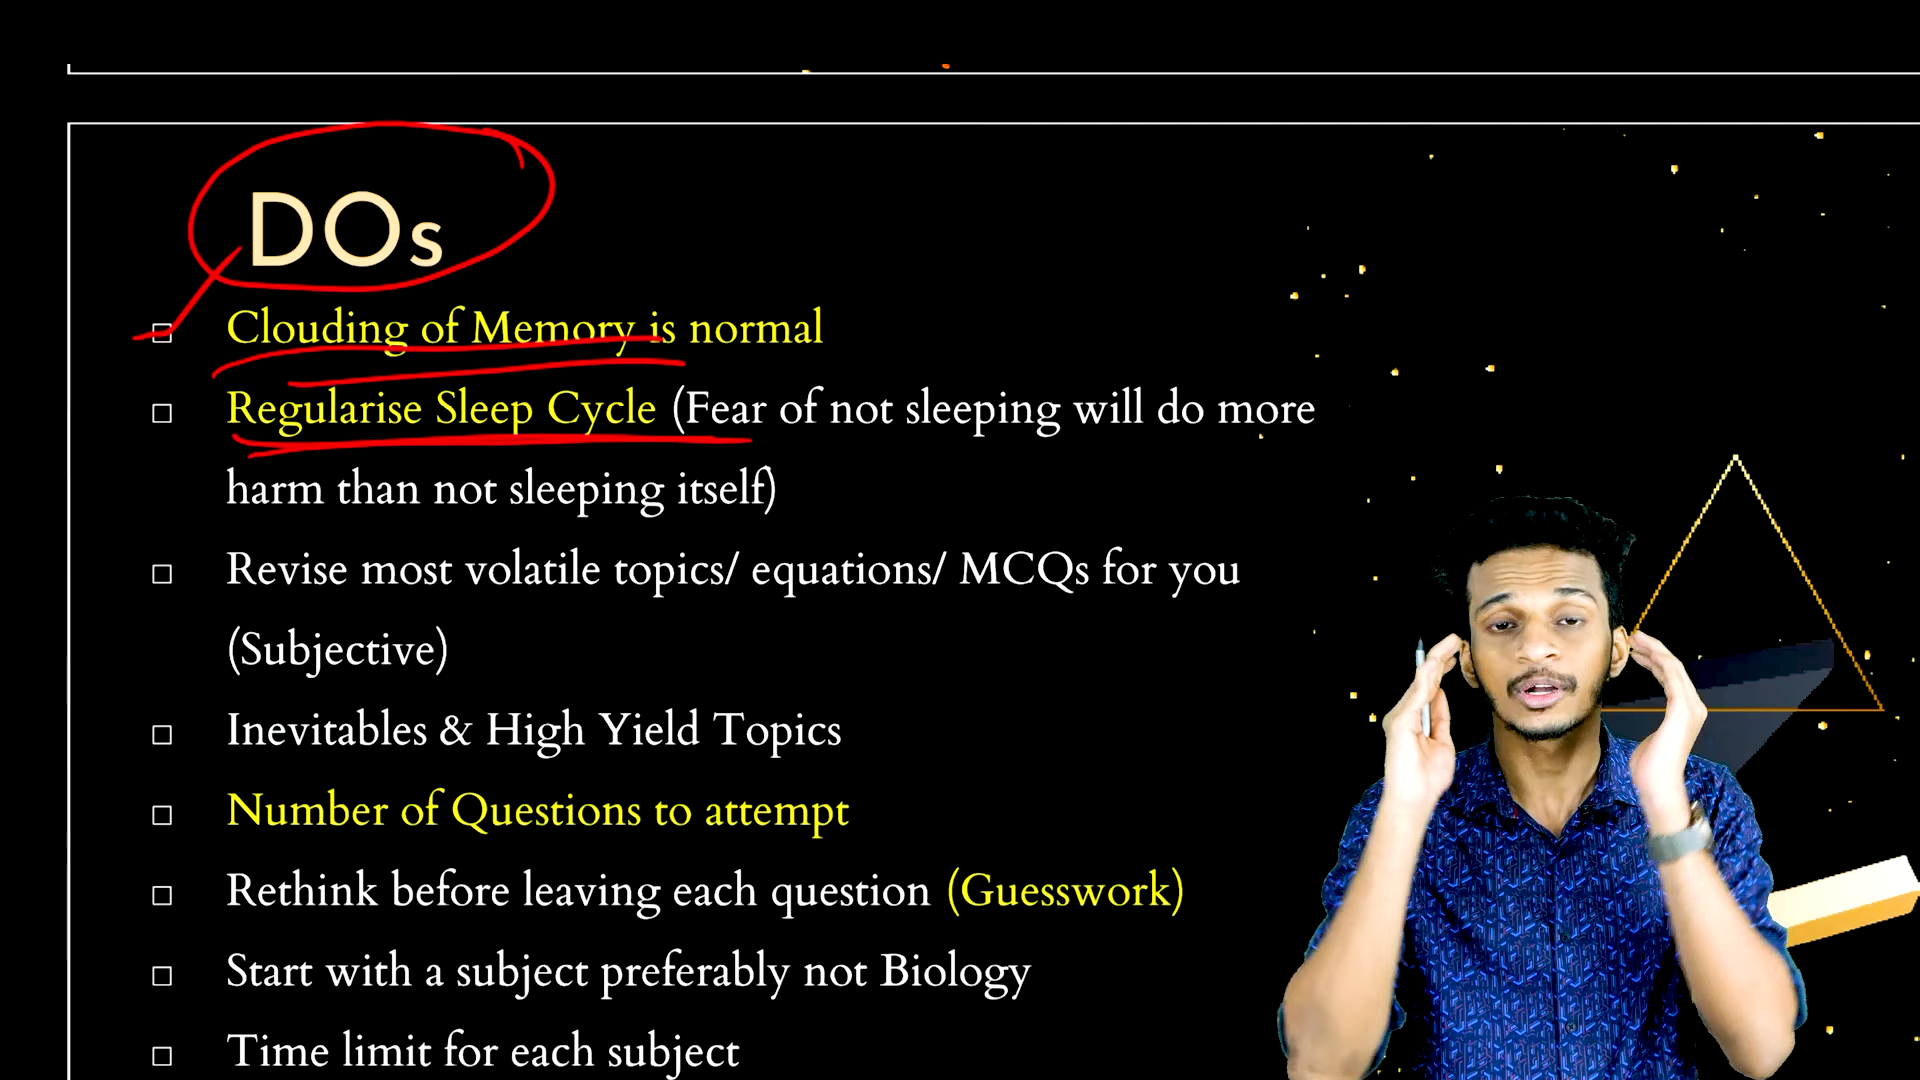 DOs
Clouding of Memory is normal
Regularise Sleep Cycle (Fear of not sleeping will do more
harm than not sleeping itself)
Revise most volatile topics/ equations/ MCQs for you
(Subjective)
Inevitables & High Yield Topics
Number of Questions to attempt
Rethink before leaving each question (Guesswork)
Start with a subject preferably not Biology
Time limit for each subject